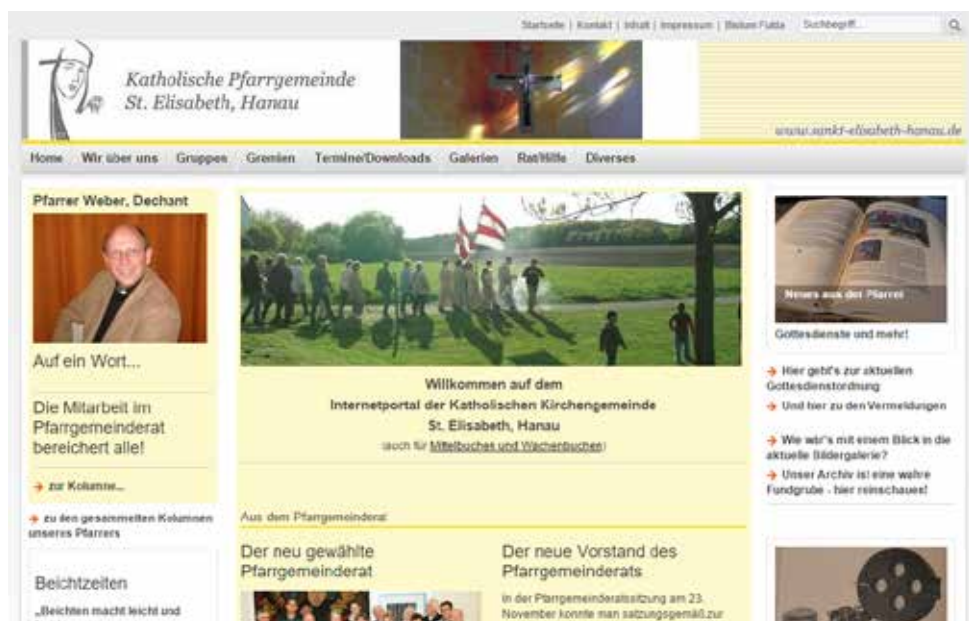 Startseite | Kontakt | Inhalt | Impressum | Bistum Fulda Suchbegriff...
Katholische Pfarrgemeinde
St. Elisabeth, Hanau
www.sankt-elisabeth-hanau.de
Home Wir über uns Gruppen Gremien Termine/Downloads Galerien Rat/Hilfe Diverses
Pfarrer Weber, Dechant
Auf ein Wort...
Die Mitarbeit im
Pfarrgemeinderat
bereichert alle!
zur Kolumne...
zu den gesammelten Kolumnen
unseres Pfarrers
Beichtzeiten
„Beichten macht leicht und
Willkommen auf dem
Internetportal der Katholischen Kirchengemeinde
St. Elisabeth, Hanau
(auch für Mittelbuchen und Wachenbuchen)
Aus dem Pfarrgemeinderat
Der neu gewählte
Pfarrgemeinderat
Der neue Vorstand des
Pfarrgemeinderats
In der Pfarrgemeinderatssitzung am 23.
November konnte man satzungsgemäß zur
Neues aus der Pfarrei
Gottesdienste und mehr!
Hier geht's zur aktuellen
Gottesdienstordnung
Und hier zu den Vermeldungen
Wie wär's mit einem Blick in die
aktuelle Bildergalerie?
Unser Archiv ist eine wahre
Fundgrube - hier reinschauen!